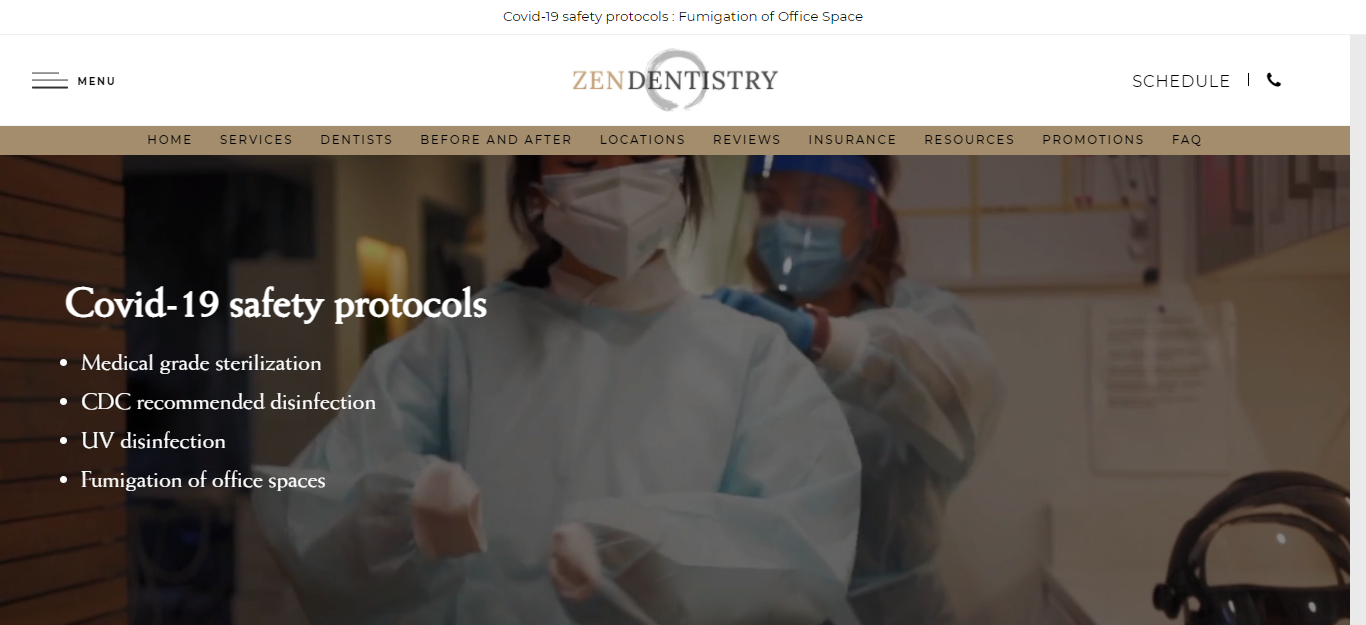 Covid-19 safety protocols : Fumigation of Office Space
MENU
ZENDENTISTRY
SCHEDULE
HOME SERVICES DENTISTS BEFORE AND AFTER LOCATIONS REVIEWS INSURANCE RESOURCES PROMOTIONS FAQ
Covid-19 safety protocols
• Medical grade sterilization
• CDC recommended disinfection
• UV disinfection
• Fumigation of office spaces